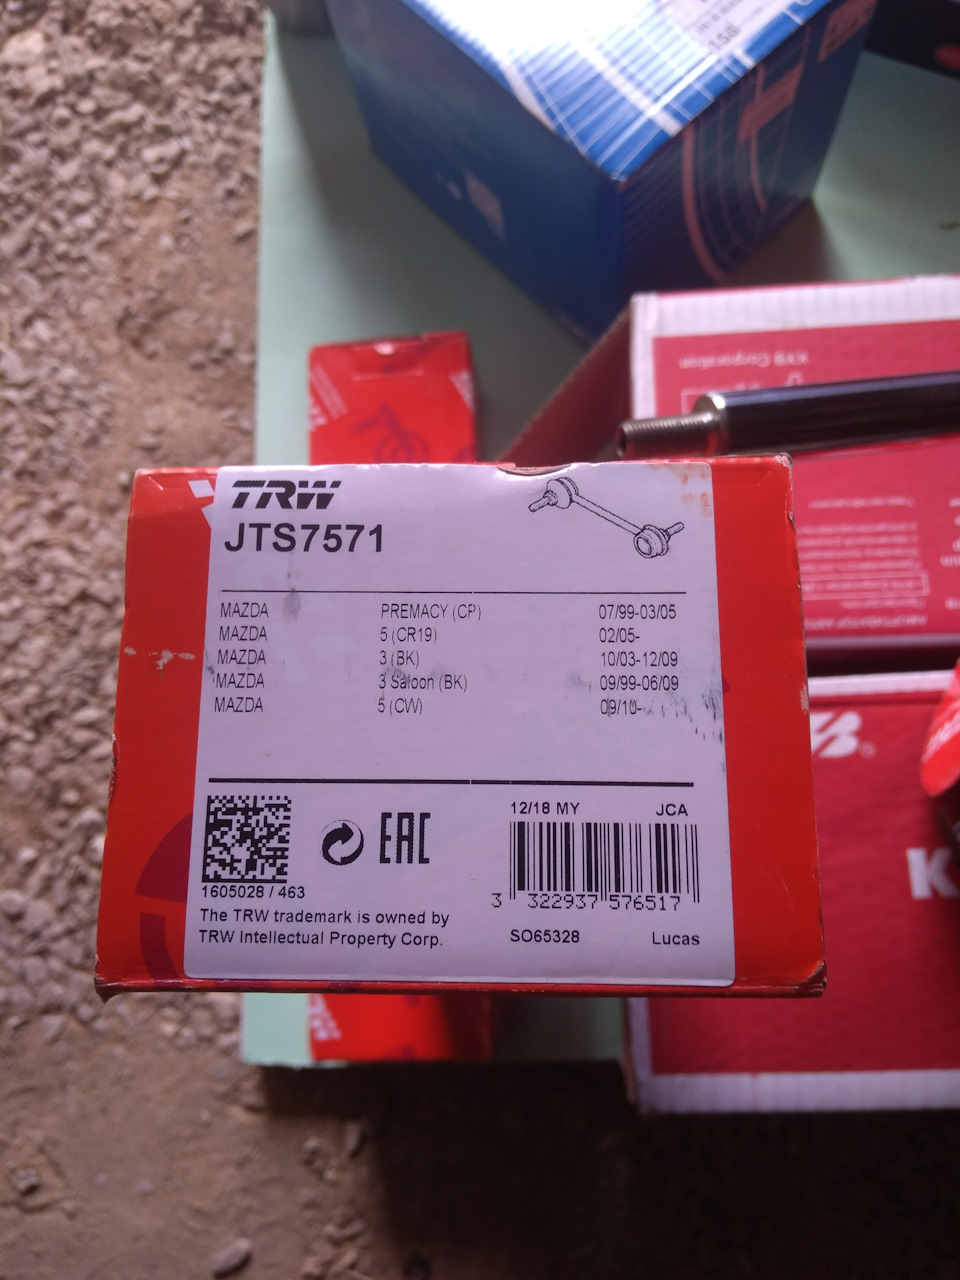 KYB Corporation
TRW
JTS7571
MAZDA PREMACY (CP) 07/99-03/05
MAZDA 5 (CR19) 02/05-
MAZDA 3 (BK) 10/03-12/09
MAZDA 3 Saloon (BK) 09/99-06/09
MAZDA 5 (CW) 09/10-
EAC
12/18 MY JCA
3 322937 576517
1605028 / 463
The TRW trademark is owned by
TRW Intellectual Property Corp.
SO65328 Lucas